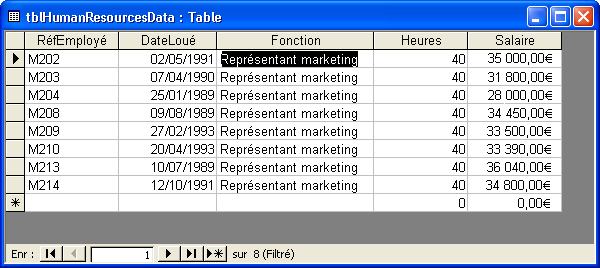 tblHumanResourcesData : Table
RéfEmployé DateLoué Fonction Heures Salaire
M202 02/05/1991 Représentant marketing 40 35 000,00€
M203 07/04/1990 Représentant marketing 40 31 800,00€
M204 25/01/1989 Représentant marketing 40 28 000,00€
M208 09/08/1989 Représentant marketing 40 34 450,00€
M209 27/02/1993 Représentant marketing 40 33 500,00€
M210 20/04/1993 Représentant marketing 40 33 390,00€
M213 10/07/1989 Représentant marketing 40 36 040,00€
M214 12/10/1991 Représentant marketing 40 34 800,00€
0 0,00€
Enr : 1 sur 8 (Filtré)